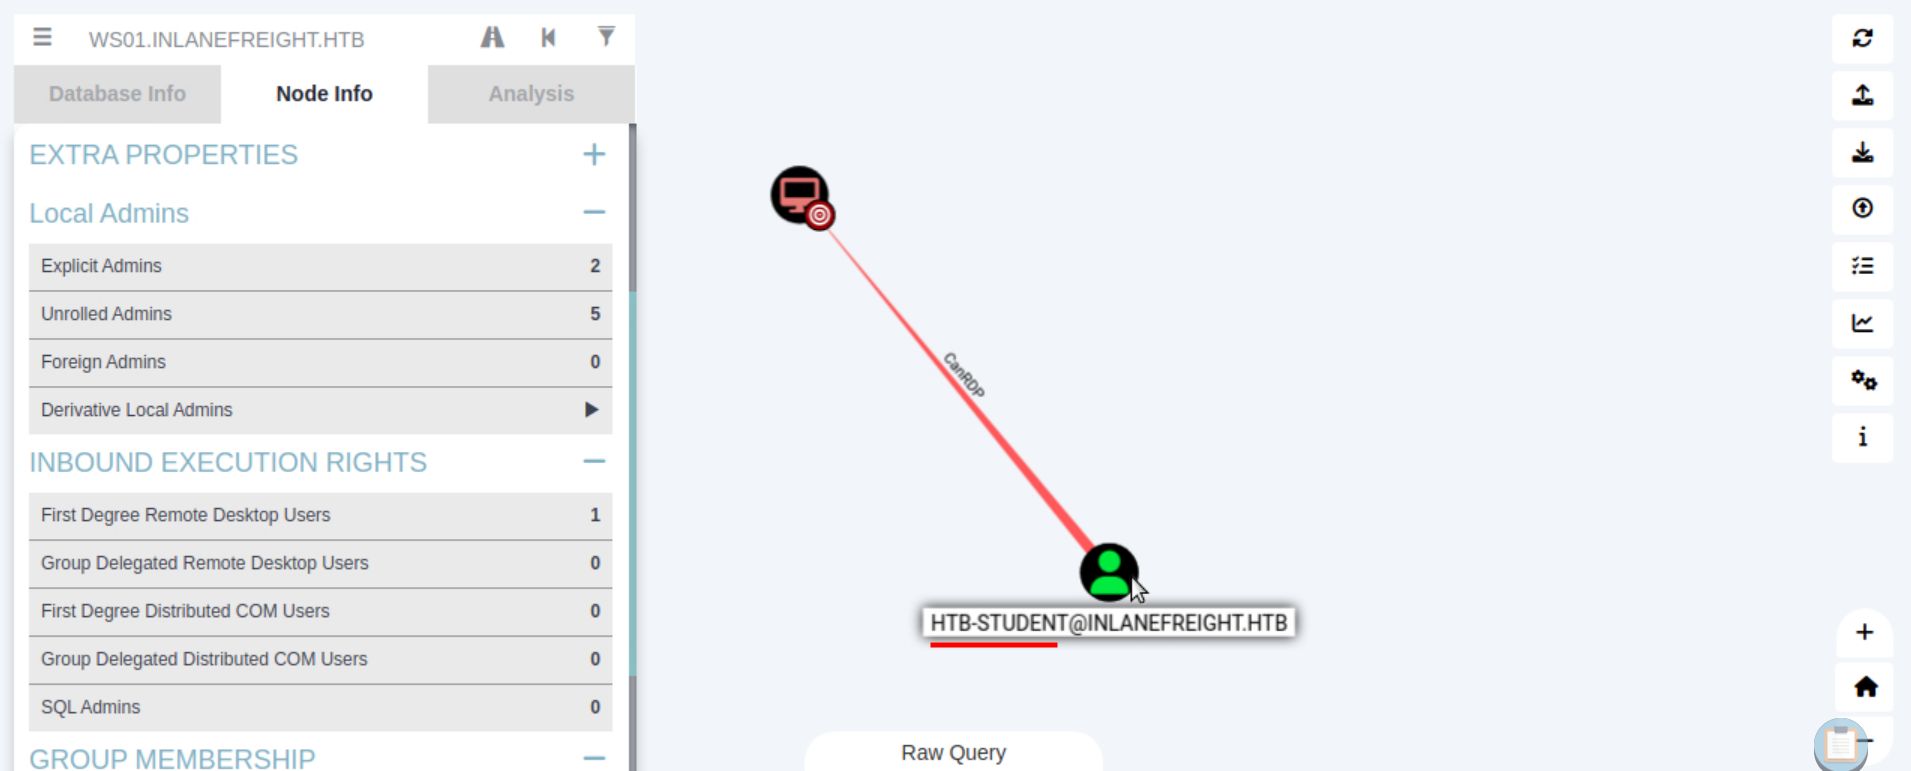 WS01.INLANEFREIGHT.HTB
Database Info
Node Info
Analysis
EXTRA PROPERTIES
Local Admins
Explicit Admins 2
Unrolled Admins 5
Foreign Admins 0
Derivative Local Admins
INBOUND EXECUTION RIGHTS
First Degree Remote Desktop Users 1
Group Delegated Remote Desktop Users 0
First Degree Distributed COM Users 0
Group Delegated Distributed COM Users 0
SQL Admins 0
GROUP MEMBERSHIP
CanRDP
HTB-STUDENT@INLANEFREIGHT.HTB
Raw Query